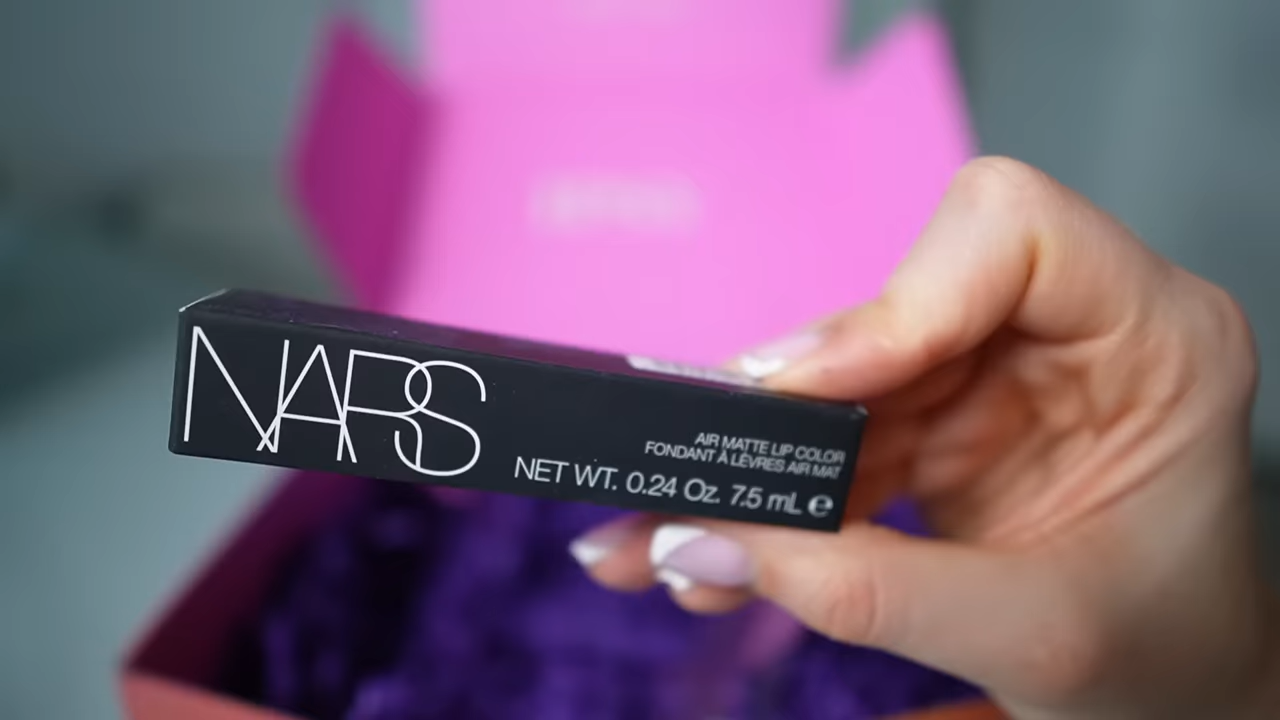 NARS
AIR MATTE LIP COLOR
FONDANT À LÈVRES AIR MAT
NET WT. 0.24 Oz. 7.5 mL ℮